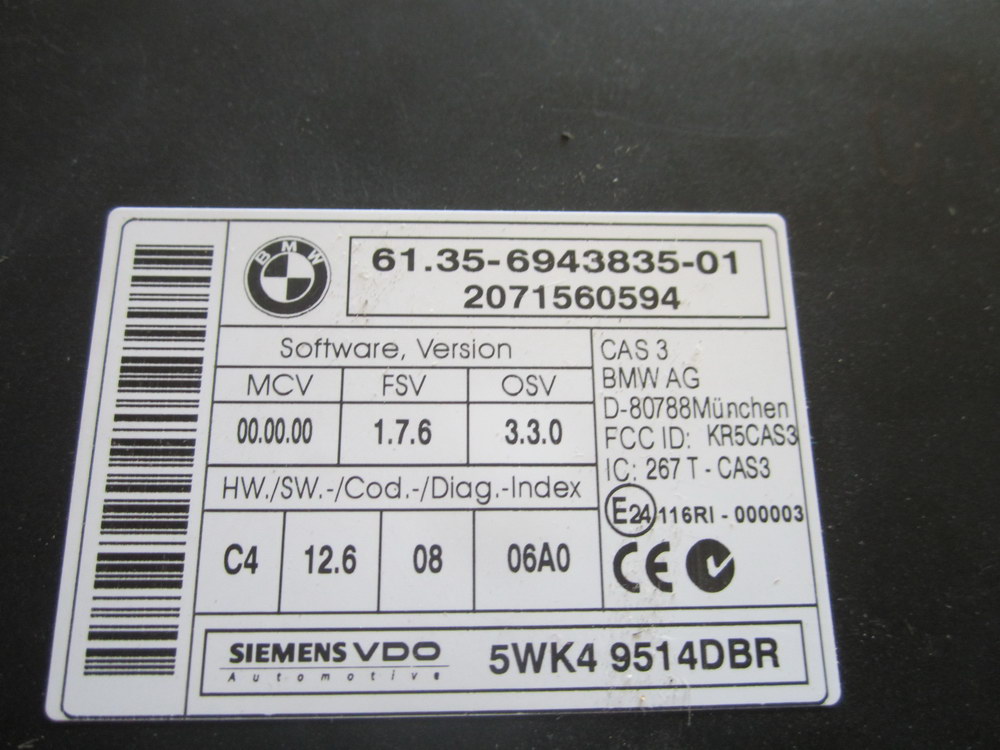 BMW
61.35-6943835-01
2071560594
Software, Version
MCV FSV OSV
00.00.00 1.7.6 3.3.0
HW./SW.-/Cod.-/Diag.-Index
C4 12.6 08 06A0
CAS 3
BMW AG
D-80788München
FCC ID: KR5CAS3
IC: 267 T - CAS3
E24 116RI - 000003
CE
SIEMENS VDO
Automotive
5WK4 9514DBR